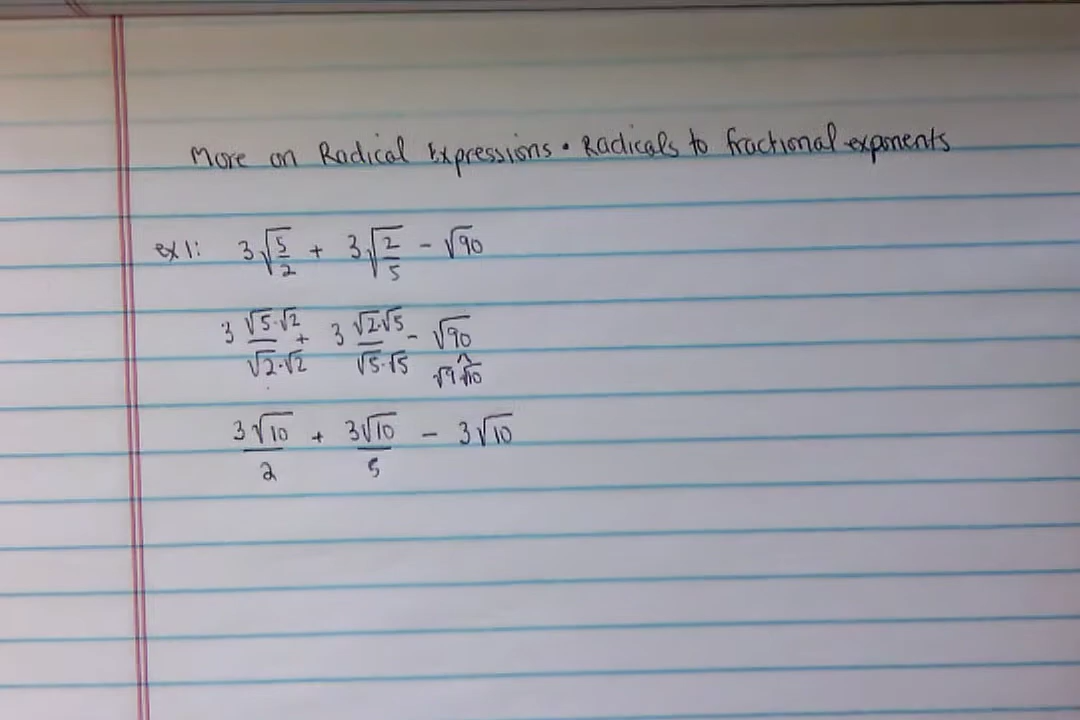 More on Radical Expressions • Radicals to fractional exponents
ex 1: 3√(5/2) + 3√(2/5) - √90
3 (√5·√2)/(√2·√2) + 3 (√2·√5)/(√5·√5) - √90
√9 √10
(3√10)/2 + (3√10)/5 - 3√10